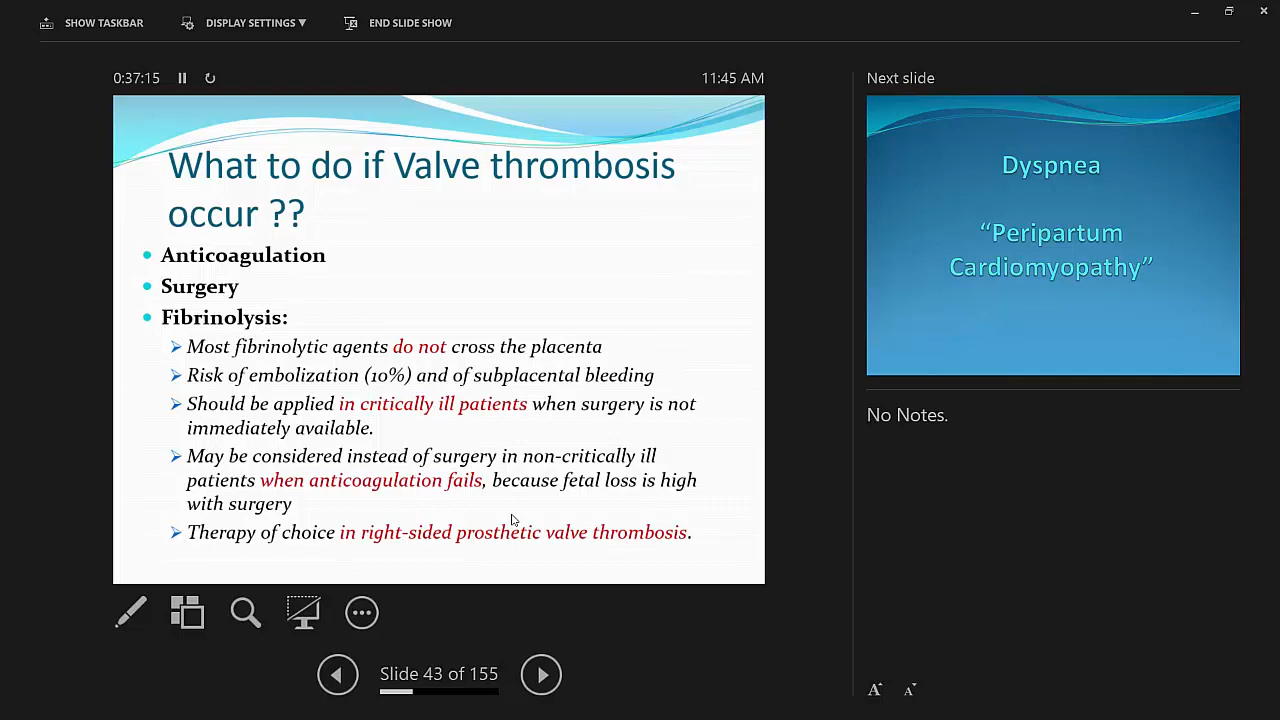 SHOW TASKBAR
DISPLAY SETTINGS ▼
END SLIDE SHOW
0:37:15
11:45 AM
What to do if Valve thrombosis
occur ??
• Anticoagulation
• Surgery
• Fibrinolysis:
➢ Most fibrinolytic agents do not cross the placenta
➢ Risk of embolization (10%) and of subplacental bleeding
➢ Should be applied in critically ill patients when surgery is not
immediately available.
➢ May be considered instead of surgery in non-critically ill
patients when anticoagulation fails, because fetal loss is high
with surgery
➢ Therapy of choice in right-sided prosthetic valve thrombosis.
Slide 43 of 155
Next slide
Dyspnea
“Peripartum
Cardiomyopathy”
No Notes.
A A